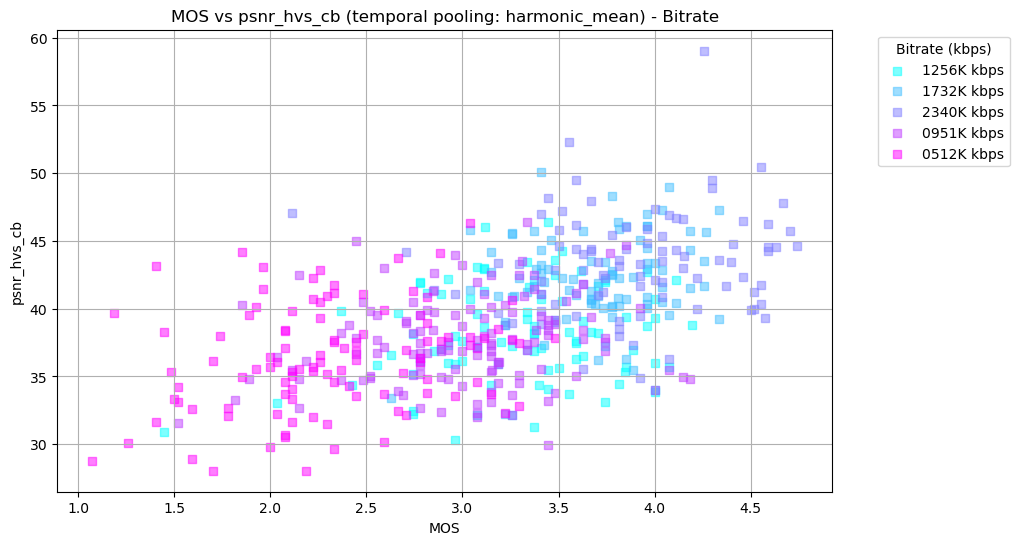 MOS vs psnr_hvs_cb (temporal pooling: harmonic_mean) - Bitrate
psnr_hvs_cb
60
55
50
45
40
35
30
1.0 1.5 2.0 2.5 3.0 3.5 4.0 4.5
MOS
Bitrate (kbps)
1256K kbps
1732K kbps
2340K kbps
0951K kbps
0512K kbps